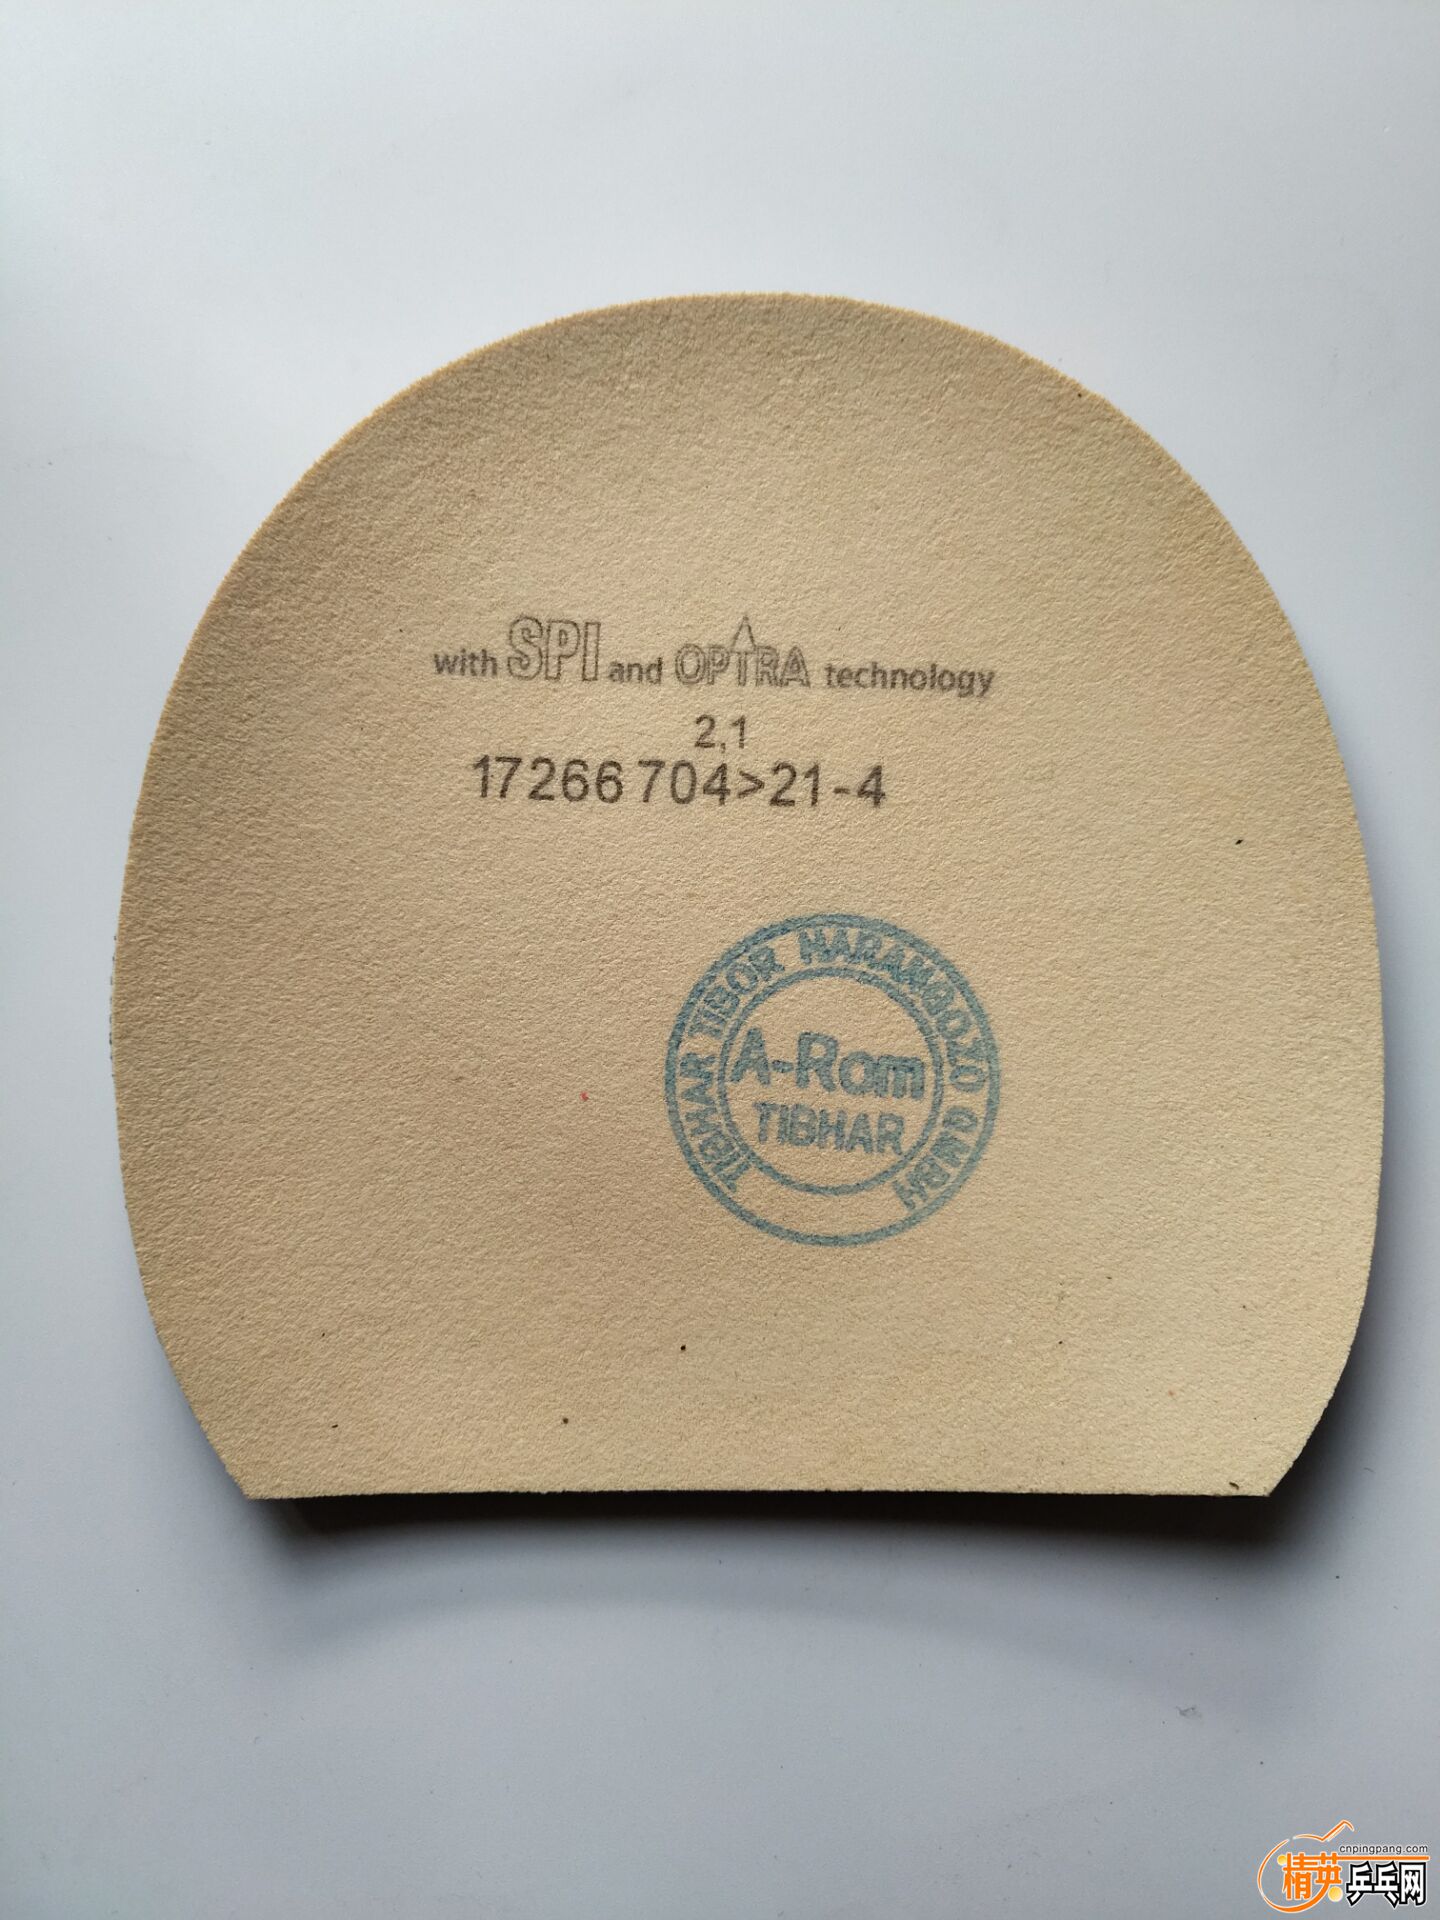 with SPI and OPTRA technology
2,1
17266 704>21-4
TIBHAR TIBOR HARANGOZO GMBH
A-Rom
TIBHAR
cnpingpang.com
精英乒乓网